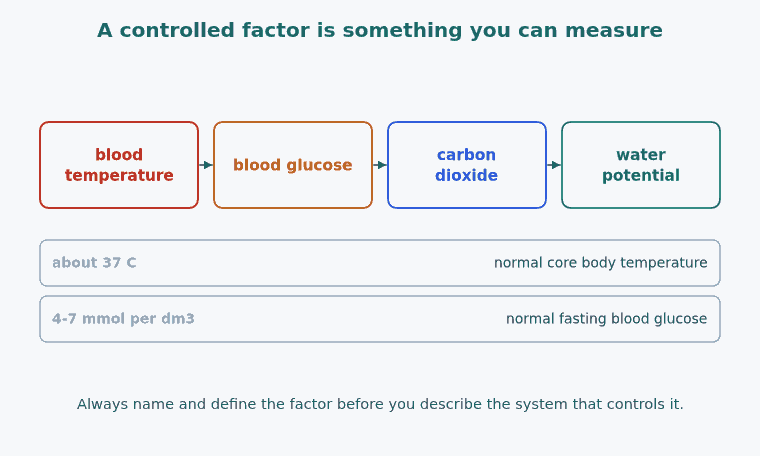 A controlled factor is something you can measure
blood
temperature
blood glucose
carbon
dioxide
water
potential
about 37 C
normal core body temperature
4-7 mmol per dm3
normal fasting blood glucose
Always name and define the factor before you describe the system that controls it.